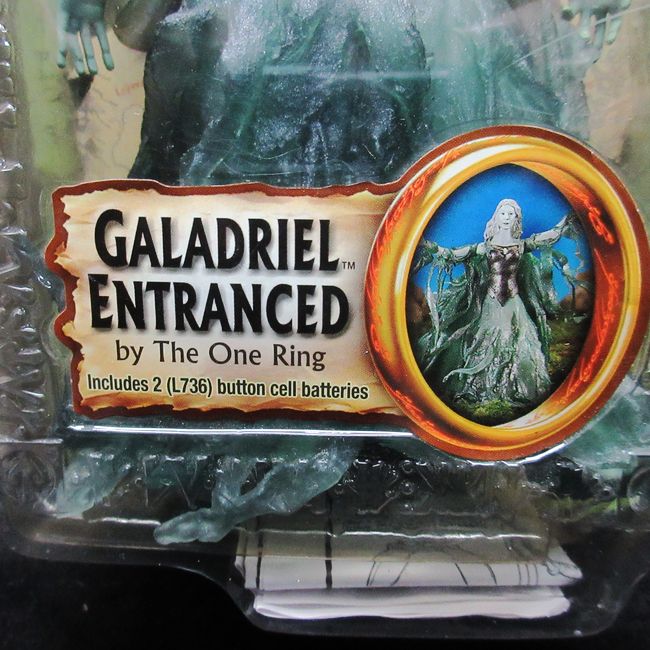 GALADRIEL™
ENTRANCED
by The One Ring
Includes 2 (L736) button cell batteries